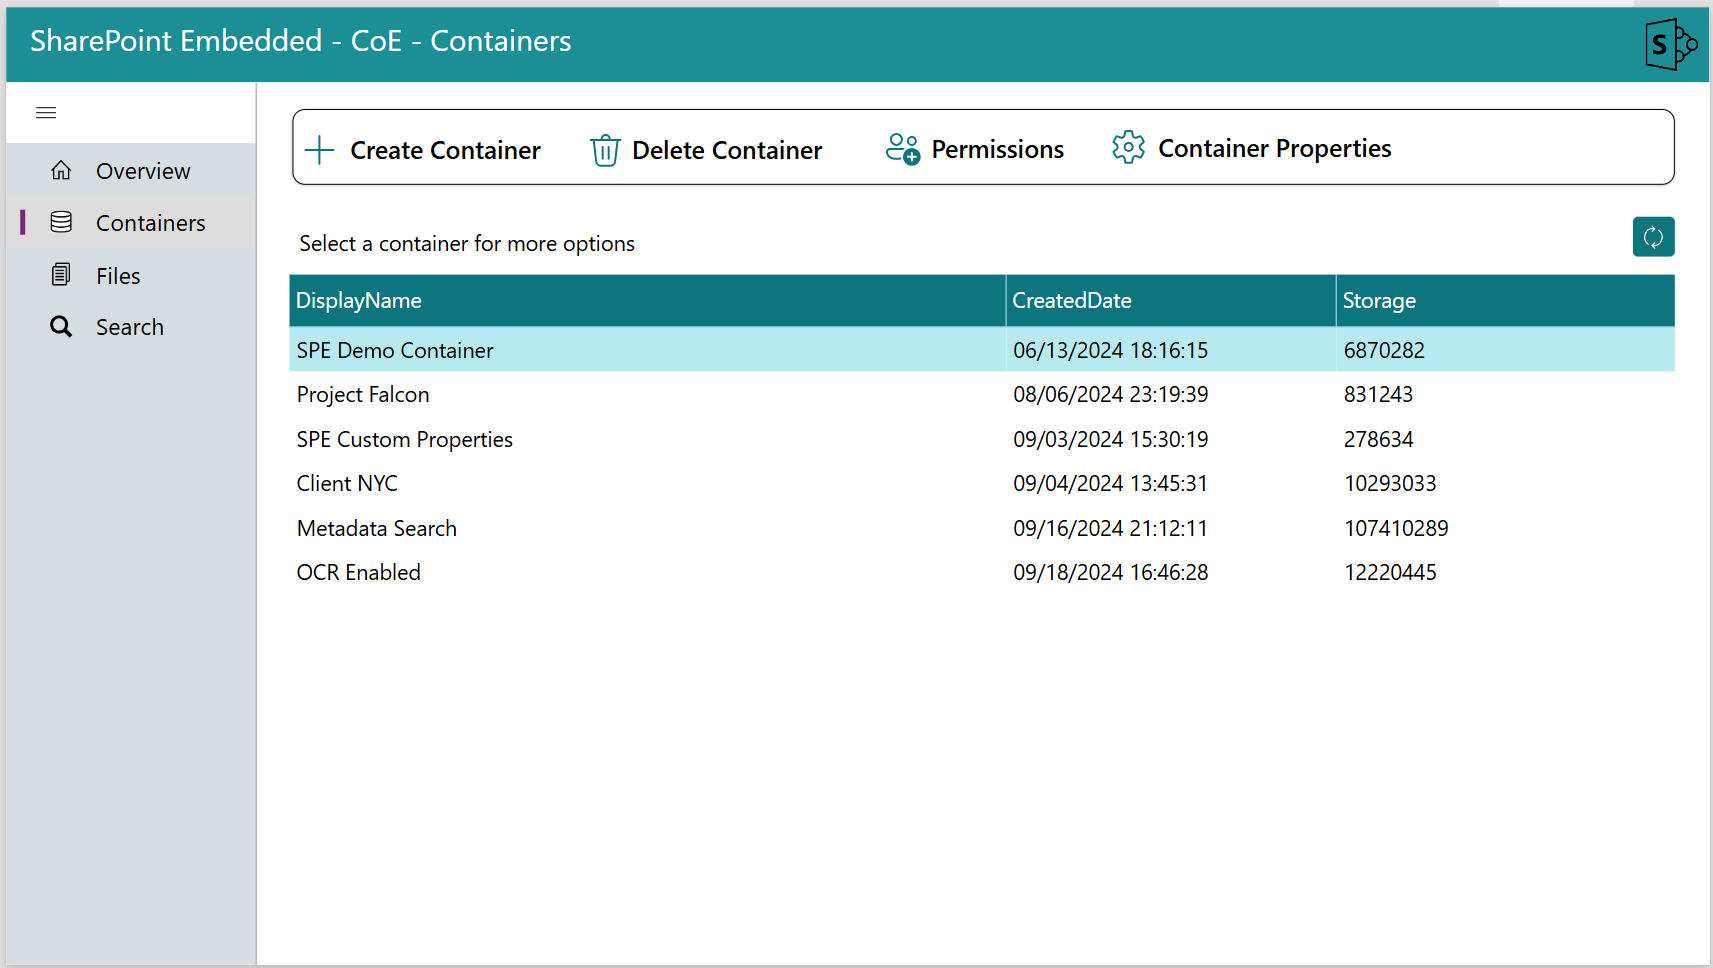 SharePoint Embedded - CoE - Containers
S
Overview
Containers
Files
Search
Create Container Delete Container Permissions Container Properties
Select a container for more options
DisplayName CreatedDate Storage
SPE Demo Container 06/13/2024 18:16:15 6870282
Project Falcon 08/06/2024 23:19:39 831243
SPE Custom Properties 09/03/2024 15:30:19 278634
Client NYC 09/04/2024 13:45:31 10293033
Metadata Search 09/16/2024 21:12:11 107410289
OCR Enabled 09/18/2024 16:46:28 12220445